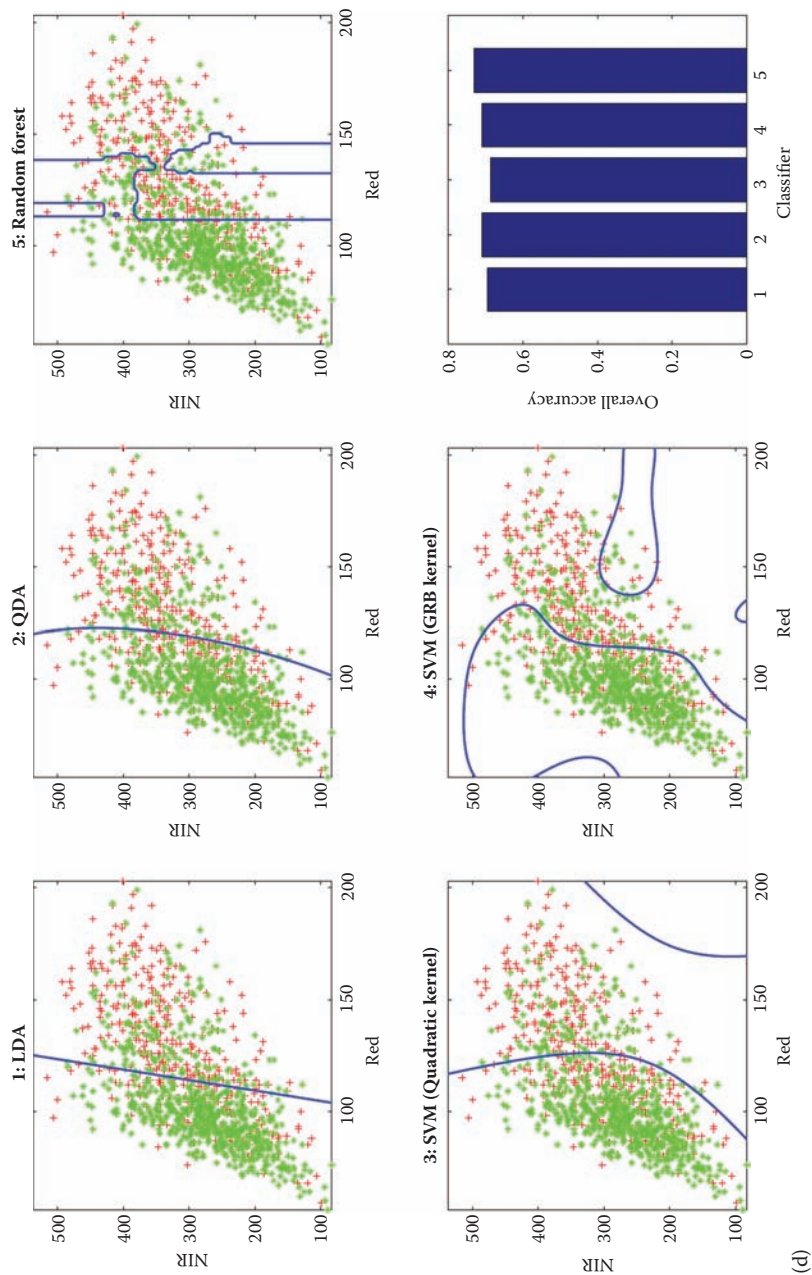 1: LDA
500
400
300
200
100
NIR
100
150
200
Red
2: QDA
500
400
300
200
100
NIR
100
150
200
Red
5: Random forest
500
400
300
200
100
NIR
100
150
200
Red
3: SVM (Quadratic kernel)
500
400
300
200
100
NIR
100
150
200
Red
4: SVM (GRB kernel)
500
400
300
200
100
NIR
100
150
200
Red
0.8
0.6
0.4
0.2
0
Overall accuracy
1
2
3
4
5
Classifier
(d)